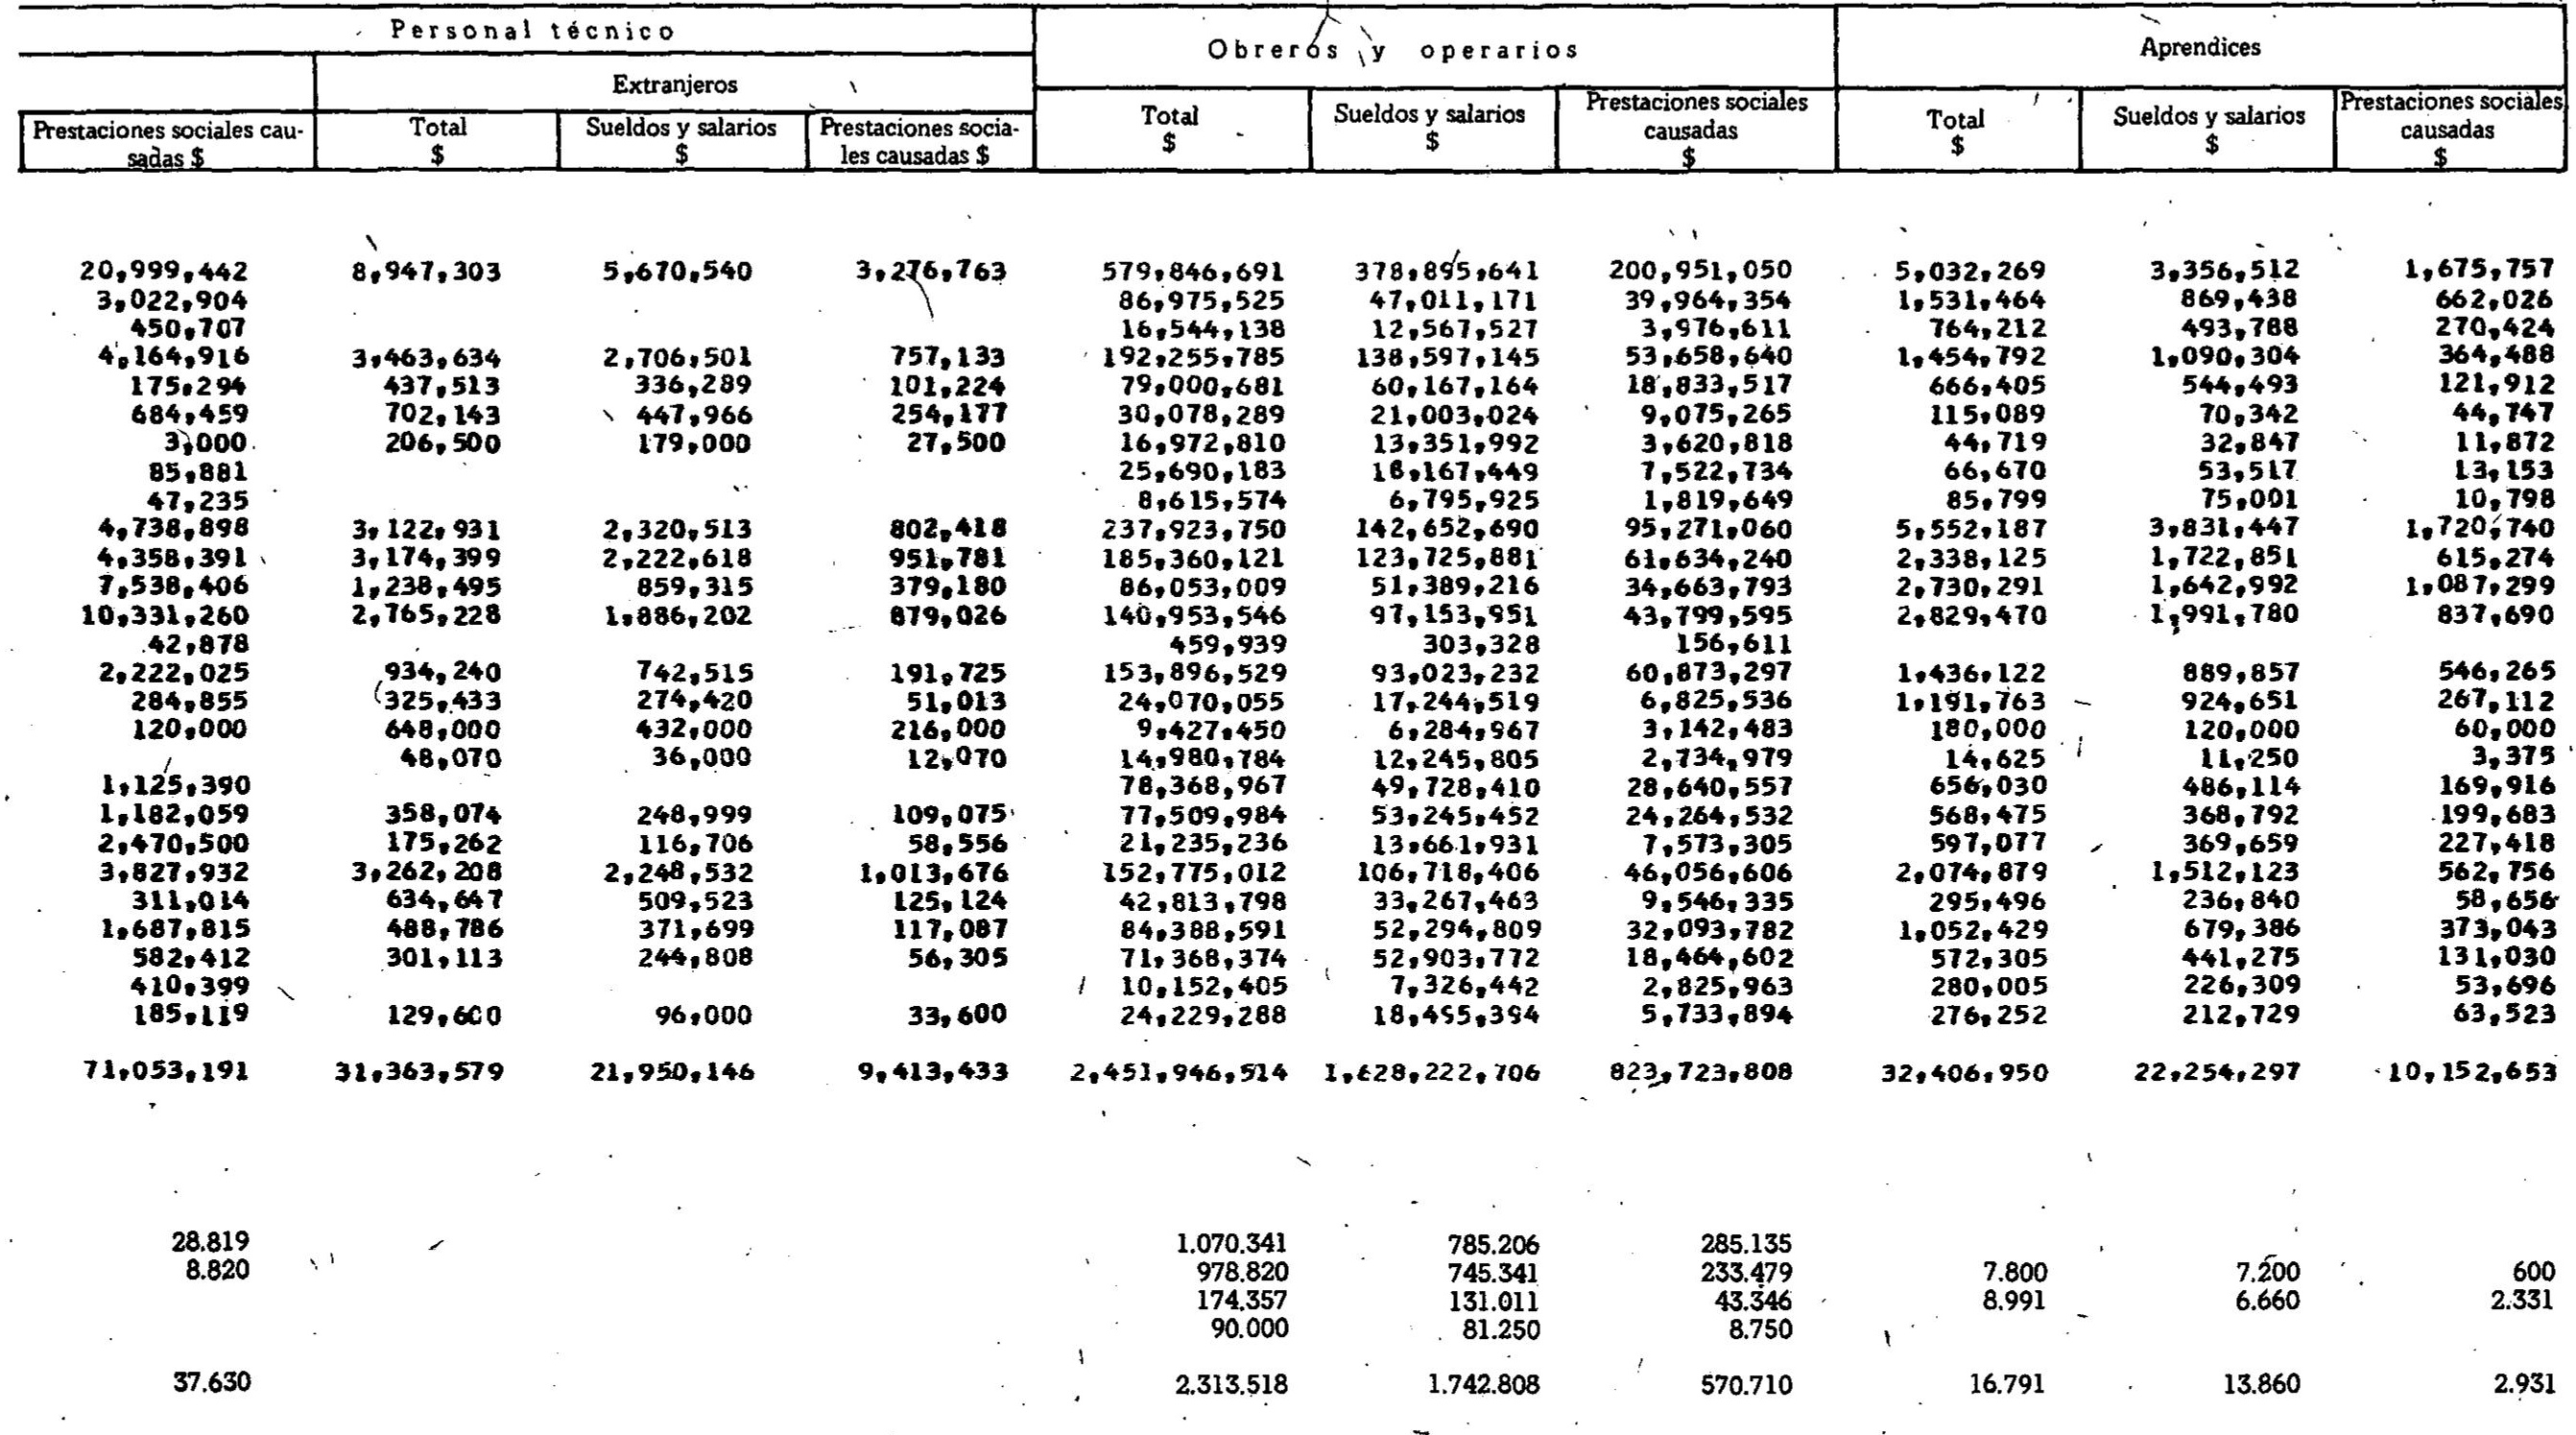 Personal técnico
Obreros y operarios
Aprendices
Extranjeros
Prestaciones sociales cau-
sadas $
Total
$
Sueldos y salarios
$
Prestaciones socia-
les causadas $
Total
$
Sueldos y salarios
$
Prestaciones sociales
causadas
$
Total
$
Sueldos y salarios
$
Prestaciones sociales
causadas
$
20,999,442 8,947,303 5,670,540 3,276,763 579,846,691 378,895,641 200,951,050 5,032,269 3,356,512 1,675,757
3,022,904 86,975,525 47,011,171 39,964,354 1,531,464 869,438 662,026
450,707 16,544,138 12,567,527 3,976,611 764,212 493,788 270,424
4,164,916 3,463,634 2,706,501 757,133 192,255,785 138,597,145 53,658,640 1,454,792 1,090,304 364,488
175,294 437,513 336,289 101,224 79,000,681 60,167,164 18,833,517 666,405 544,493 121,912
684,459 702,143 447,966 254,177 30,078,289 21,003,024 9,075,265 115,089 70,342 44,747
3,000 206,500 179,000 27,500 16,972,810 13,351,992 3,620,818 44,719 32,847 11,872
85,881 25,690,183 18,167,449 7,522,734 66,670 53,517 13,153
47,235 8,615,574 6,795,925 1,819,649 85,799 75,001 10,798
4,738,898 3,122,931 2,320,513 802,418 237,923,750 142,652,690 95,271,060 5,552,187 3,831,447 1,720,740
4,358,391 3,174,399 2,222,618 951,781 185,360,121 123,725,881 61,634,240 2,338,125 1,722,851 615,274
7,538,406 1,238,495 859,315 379,180 86,053,009 51,389,216 34,663,793 2,730,291 1,642,992 1,087,299
10,331,260 2,765,228 1,886,202 879,026 140,953,546 97,153,951 43,799,595 2,829,470 1,991,780 837,690
42,878 459,939 303,328 156,611
2,222,025 934,240 742,515 191,725 153,896,529 93,023,232 60,873,297 1,436,122 889,857 546,265
284,855 325,433 274,420 51,013 24,070,055 17,244,519 6,825,536 1,191,763 924,651 267,112
120,000 648,000 432,000 216,000 9,427,450 6,284,967 3,142,483 180,000 120,000 60,000
48,070 36,000 12,070 14,980,784 12,245,805 2,734,979 14,625 11,250 3,375
1,125,390 78,368,967 49,728,410 28,640,557 656,030 486,114 169,916
1,182,059 358,074 248,999 109,075 77,509,984 53,245,452 24,264,532 568,475 368,792 199,683
2,470,500 175,262 116,706 58,556 21,235,236 13,661,931 7,573,305 597,077 369,659 227,418
3,827,932 3,262,208 2,248,532 1,013,676 152,775,012 106,718,406 46,056,606 2,074,879 1,512,123 562,756
311,014 634,647 509,523 125,124 42,813,798 33,267,463 9,546,335 295,496 236,840 58,656
1,687,815 488,786 371,699 117,087 84,388,591 52,294,809 32,093,782 1,052,429 679,386 373,043
582,412 301,113 244,808 56,305 71,368,374 52,903,772 18,464,602 572,305 441,275 131,030
410,399 10,152,405 7,326,442 2,825,963 280,005 226,309 53,696
185,119 129,600 96,000 33,600 24,229,288 18,495,394 5,733,894 276,252 212,729 63,523
71,053,191 31,363,579 21,950,146 9,413,433 2,451,946,514 1,628,222,706 823,723,808 32,406,950 22,254,297 10,152,653
28.819 1.070.341 785.206 285.135
8.820 978.820 745.341 233.479 7.800 7.200 600
174.357 131.011 43.346 8.991 6.660 2.331
90.000 81.250 8.750
37.630 2.313.518 1.742.808 570.710 16.791 13.860 2.931